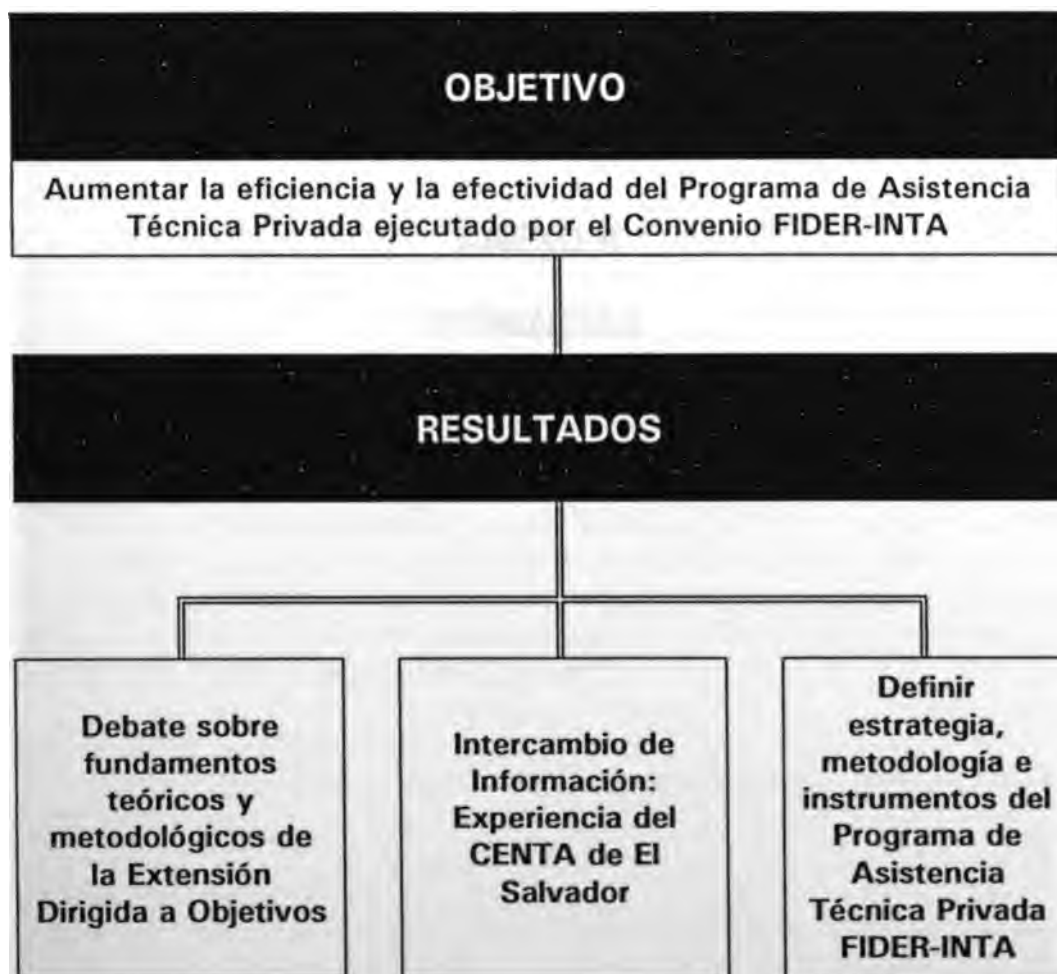 OBJETIVO
Aumentar la eficiencia y la efectividad del Programa de Asistencia
Técnica Privada ejecutado por el Convenio FIDER-INTA
RESULTADOS
Debate sobre
fundamentos
teóricos y
metodológicos de
la Extensión
Dirigida a Objetivos
Intercambio de
Información:
Experiencia del
CENTA de El
Salvador
Definir
estrategia,
metodología e
instrumentos del
Programa de
Asistencia
Técnica Privada
FIDER-INTA